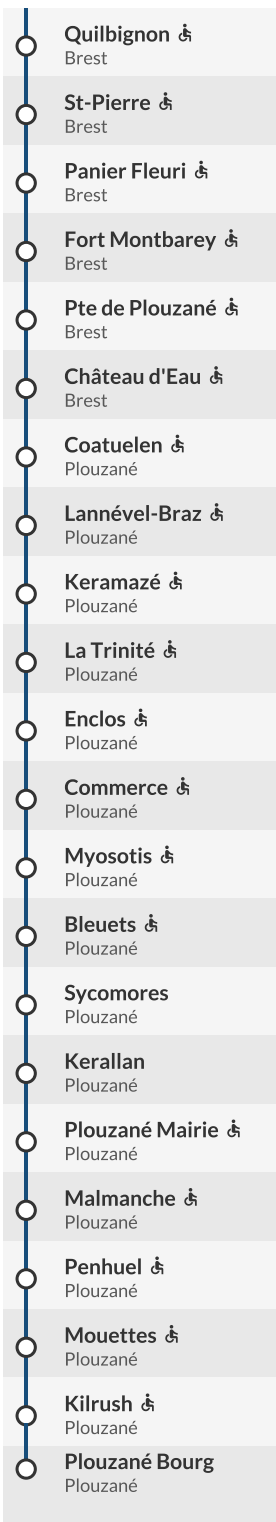 Quilbignon
Brest
St-Pierre
Brest
Panier Fleuri
Brest
Fort Montbarey
Brest
Pte de Plouzané
Brest
Château d'Eau
Brest
Coatuelen
Plouzané
Lannével-Braz
Plouzané
Keramazé
Plouzané
La Trinité
Plouzané
Enclos
Plouzané
Commerce
Plouzané
Myosotis
Plouzané
Bleuets
Plouzané
Sycomores
Plouzané
Kerallan
Plouzané
Plouzané Mairie
Plouzané
Malmanche
Plouzané
Penhuel
Plouzané
Mouettes
Plouzané
Kilrush
Plouzané
Plouzané Bourg
Plouzané